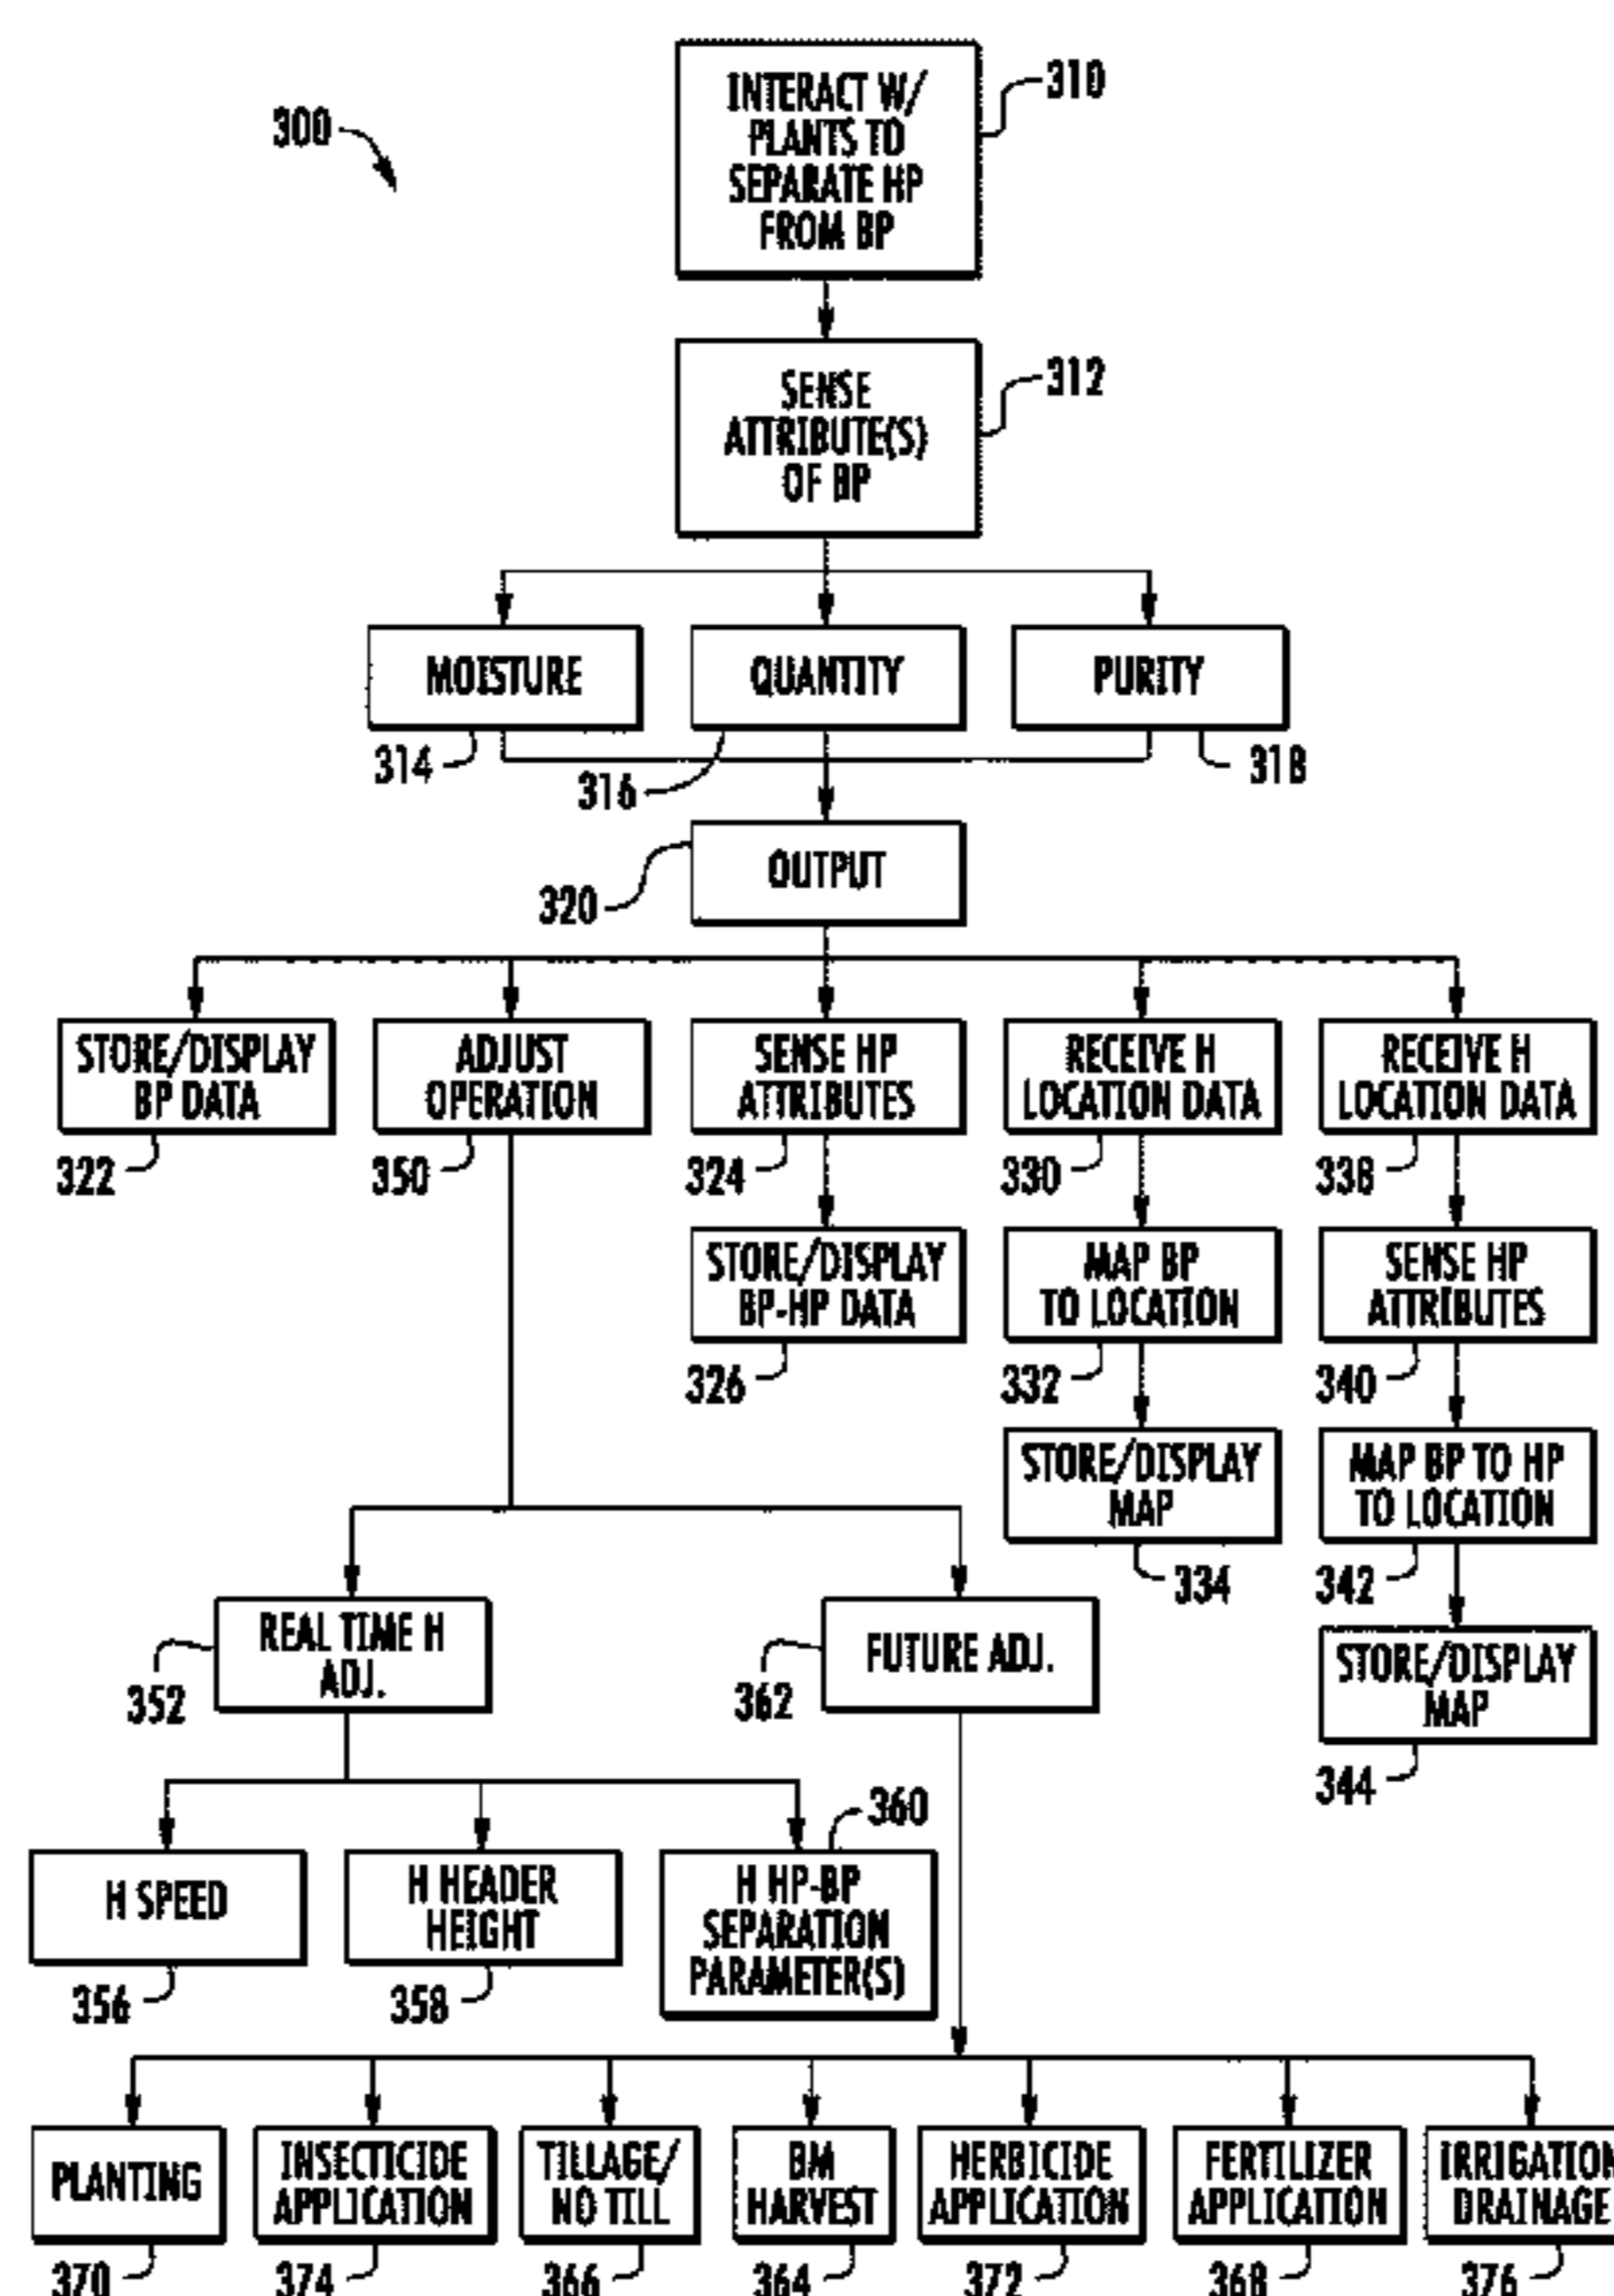 300
INTERACT W/
PLANTS TO
SEPARATE HP
FROM BP
310
SENSE
ATTRIBUTE(S)
OF BP
312
MOISTURE
QUANTITY
PURITY
314
316
318
OUTPUT
320
STORE/DISPLAY
BP DATA
322
ADJUST
OPERATION
350
SENSE HP
ATTRIBUTES
324
RECEIVE H
LOCATION DATA
330
RECEIVE H
LOCATION DATA
338
STORE/DISPLAY
BP-HP DATA
326
MAP BP
TO LOCATION
332
SENSE HP
ATTRIBUTES
340
STORE/DISPLAY
MAP
334
MAP BP TO HP
TO LOCATION
342
REAL TIME H
ADJ.
352
FUTURE ADJ.
362
STORE/DISPLAY
MAP
344
H SPEED
356
H HEADER
HEIGHT
358
H HP-BP
SEPARATION
PARAMETER(S)
360
PLANTING
370
INSECTICIDE
APPLICATION
374
TILLAGE/
NO TILL
366
BM
HARVEST
364
HERBICIDE
APPLICATION
372
FERTILIZER
APPLICATION
368
IRRIGATION
DRAINAGE
376